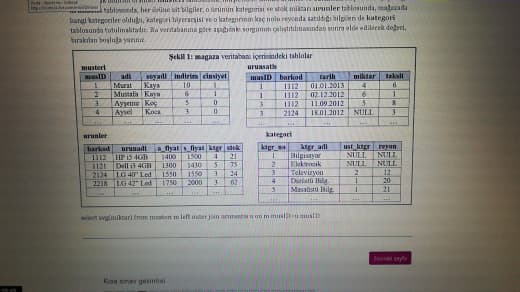 tablosunda, her ürüne ait bilgiler, o ürünün kategorisi ve stok miktarı urunler tablosunda, mağazada
hangi kategoriler olduğu, kategori hiyerarşisi ve o kategorinin kaç nolu reyonda satıldığı bilgileri de kategori
tablosunda tutulmaktadır. Bu veritabanına göre aşağıdaki sorgunun çalıştırılmasından sonra elde edilecek değeri,
bırakılan boşluğa yazınız.
Şekil 1: magaza veritabanı içerisindeki tablolar
musteri
musID adi soyadi indirim cinsiyet
1 Murat Kaya 10 1
2 Mustafa Kaya 6 1
3 Ayşenur Koç 5 0
4 Aysel Koca 3 0
... ... ... ... ...
urunsatis
musID barkod tarih miktar taksit
1 1112 01.01.2013 4 6
1 1112 02.12.2012 6 1
3 1112 11.09.2012 5 8
3 2124 18.01.2012 NULL 3
... ... ... ... ...
urunler
barkod urunadi a_fiyat s_fiyat ktgr stok
1112 HP i5 4GB 1400 1500 4 21
1121 Dell i3 4GB 1300 1430 5 75
2124 LG 40" Led 1550 1550 3 24
2218 LG 42" Led 1750 2000 3 62
... ... ... ... ... ...
kategori
ktgr_no ktgr_adi ust_ktgr reyon
1 Bilgisayar NULL NULL
2 Elektronik NULL NULL
3 Televizyon 2 12
4 Dizüstü Bilg. 1 20
5 Masaüstü Bilg. 1 21
... ... ... ...
select avg(miktar) from musteri m left outer join urunsatis u on m.musID=u.musID
Sonraki sayfa
Kısa sınav gezintisi